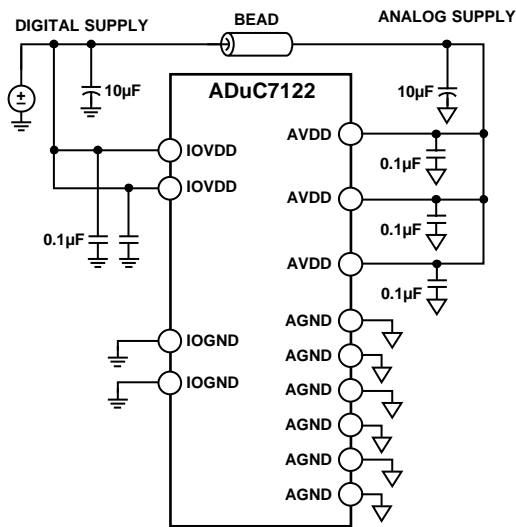 DIGITAL SUPPLY
BEAD
ANALOG SUPPLY
10µF
10µF
ADuC7122
±
AVDD
IOVDD
0.1µF
IOVDD
AVDD
0.1µF
0.1µF
AVDD
0.1µF
AGND
IOGND
AGND
IOGND
AGND
AGND
AGND
AGND